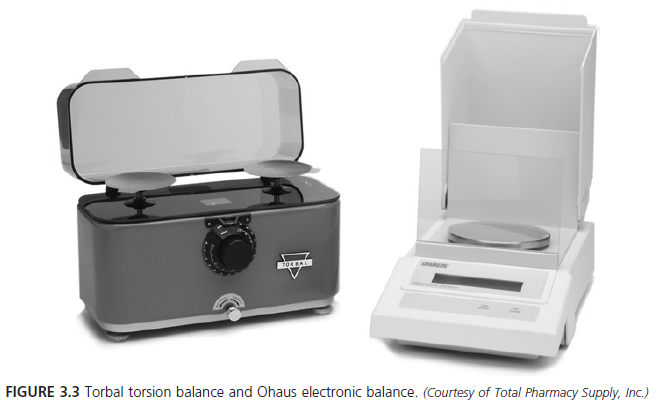 TORBAL
OHAUS
FIGURE 3.3 Torbal torsion balance and Ohaus electronic balance. (Courtesy of Total Pharmacy Supply, Inc.)